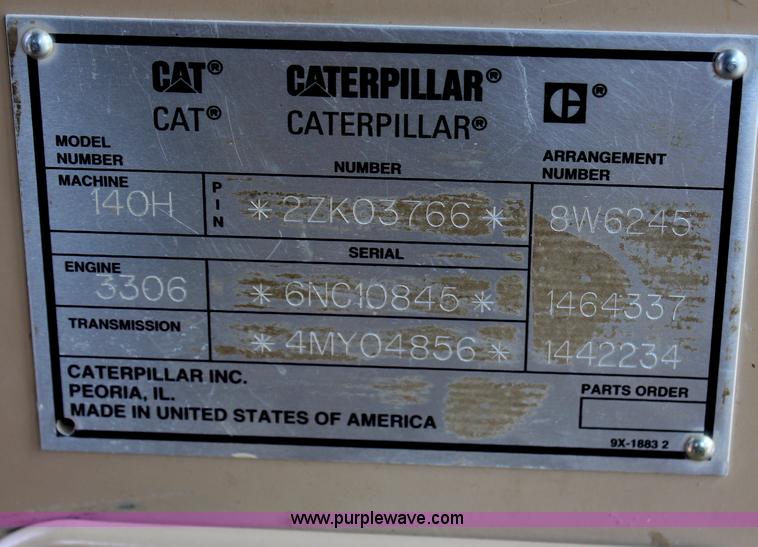 CAT® CATERPILLAR® C®
CAT® CATERPILLAR®
MODEL NUMBER NUMBER ARRANGEMENT NUMBER
MACHINE 140H PIN *2ZK03766* 8W6245
SERIAL
ENGINE 3306 *6NC10845* 1464337
TRANSMISSION *4MY04856* 1442234
CATERPILLAR INC.
PEORIA, IL. PARTS ORDER
MADE IN UNITED STATES OF AMERICA
9X-1883 2
www.purplewave.com